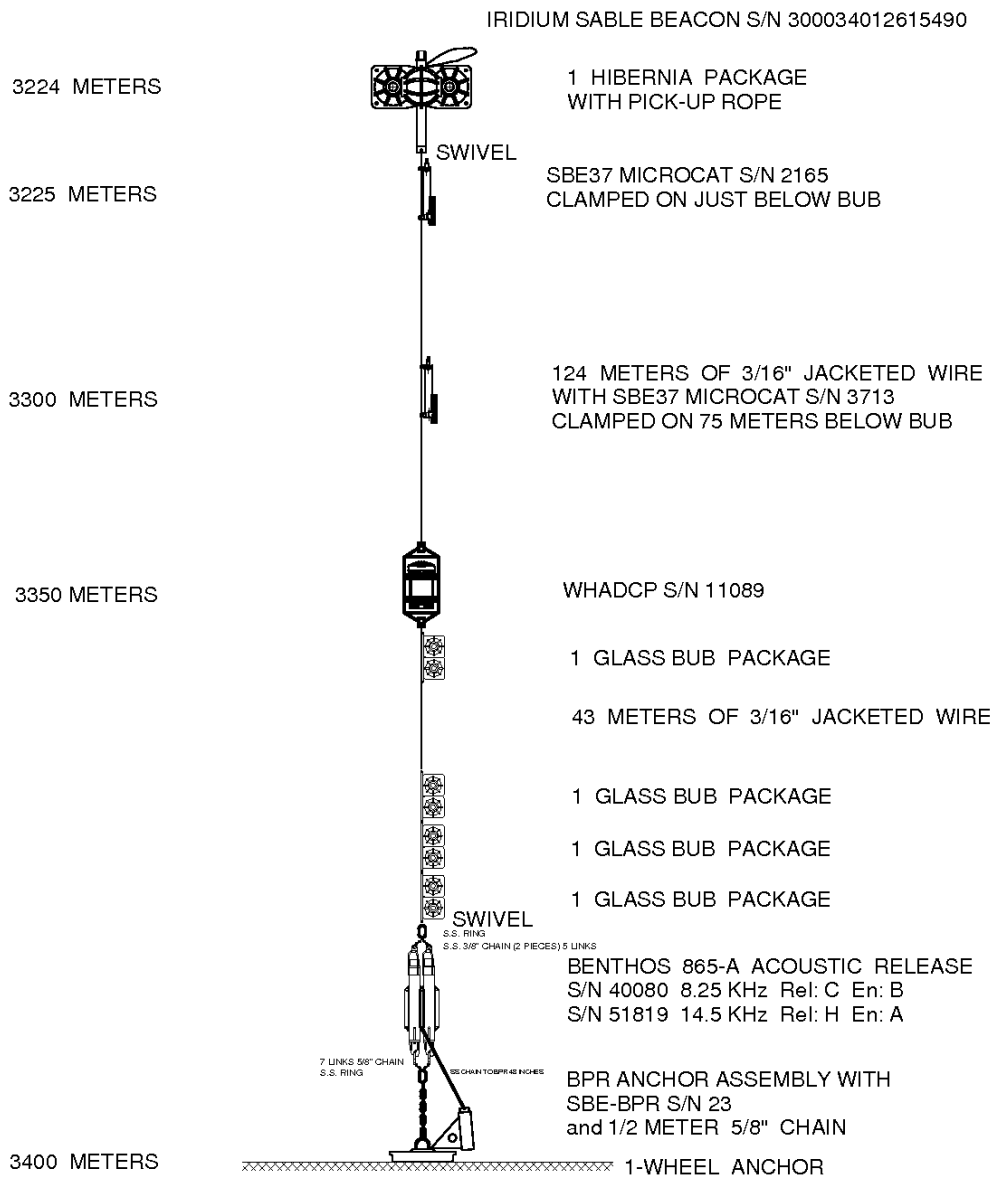 IRIDIUM SABLE BEACON S/N 300034012615490
3224 METERS
1 HIBERNIA PACKAGE
WITH PICK-UP ROPE
SWIVEL
3225 METERS
SBE37 MICROCAT S/N 2165
CLAMPED ON JUST BELOW BUB
3300 METERS
124 METERS OF 3/16" JACKETED WIRE
WITH SBE37 MICROCAT S/N 3713
CLAMPED ON 75 METERS BELOW BUB
3350 METERS
WHADCP S/N 11089
1 GLASS BUB PACKAGE
43 METERS OF 3/16" JACKETED WIRE
1 GLASS BUB PACKAGE
1 GLASS BUB PACKAGE
1 GLASS BUB PACKAGE
SWIVEL
S.S. RING
S.S. 3/8" CHAIN (2 PIECES) 5 LINKS
BENTHOS 865-A ACOUSTIC RELEASE
S/N 40080 8.25 KHz Rel: C En: B
S/N 51819 14.5 KHz Rel: H En: A
7 LINKS 5/8" CHAIN
S.S. RING
SS CHAIN TO BPR 48 INCHES
BPR ANCHOR ASSEMBLY WITH
SBE-BPR S/N 23
and 1/2 METER 5/8" CHAIN
3400 METERS
1-WHEEL ANCHOR